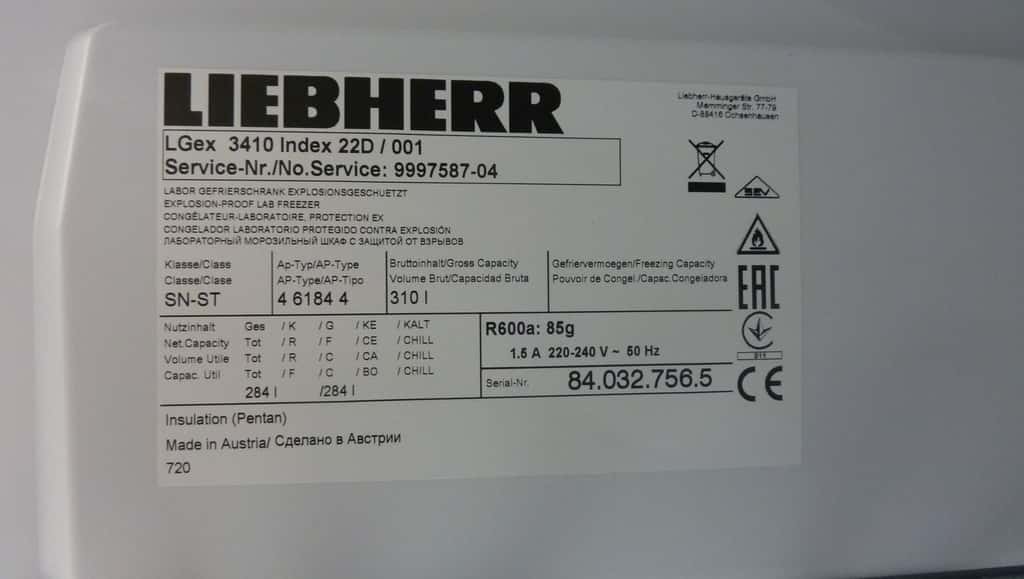 LIEBHERR
Liebherr-Hausgeräte GmbH
Memminger Str. 77-79
D-88416 Ochsenhausen
LGex 3410 Index 22D / 001
Service-Nr./No.Service: 9997587-04
LABOR GEFRIERSCHRANK EXPLOSIONSGESCHUETZT
EXPLOSION-PROOF LAB FREEZER
CONGÉLATEUR-LABORATOIRE, PROTECTION EX
CONGELADOR LABORATORIO PROTEGIDO CONTRA EXPLOSIÓN
ЛАБОРАТОРНЫЙ МОРОЗИЛЬНЫЙ ШКАФ С ЗАЩИТОЙ ОТ ВЗРЫВОВ
SEV
Klasse/Class
Classe/Clase
SN-ST
Ap-Typ/AP-Type
AP-Type/AP-Tipo
4 6184 4
Bruttoinhalt/Gross Capacity
Volume Brut/Capacidad Bruta
310 l
Gefriervermoegen/Freezing Capacity
Pouvoir de Congel./Capac.Congeladora
EAC
Nutzinhalt Ges / K / G / KE / KALT
Net.Capacity Tot / R / F / CE / CHILL
Volume Utile Tot / R / C / CA / CHILL
Capac. Util Tot / F / C / BO / CHILL
284 l /284 l
R600a: 85g
1.5 A 220-240 V ~ 50 Hz
011
Serial-Nr. 84.032.756.5
CE
Insulation (Pentan)
Made in Austria/ Сделано в Австрии
720